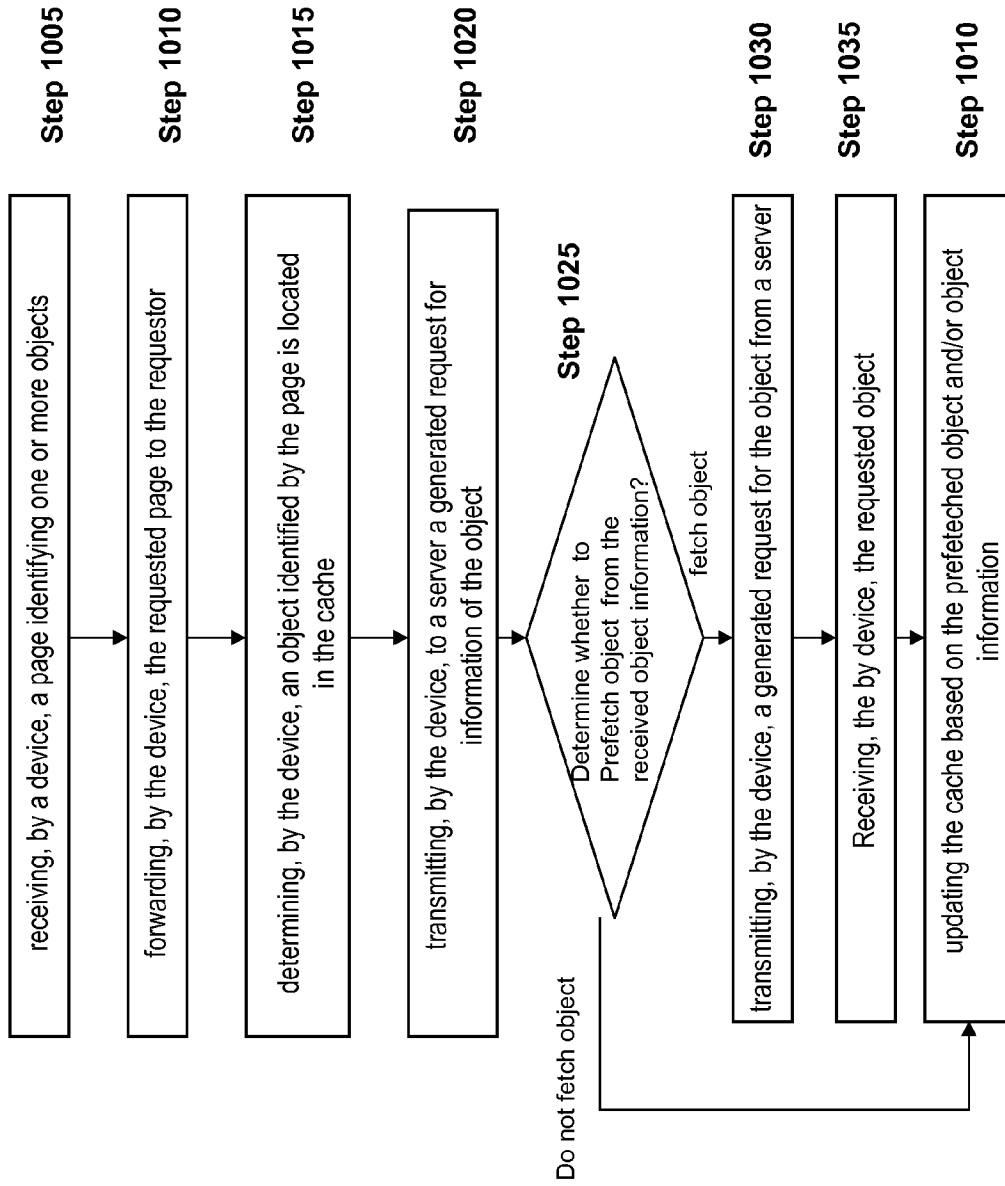 receiving, by a device, a page identifying one or more objects
Step 1005
forwarding, by the device, the requested page to the requestor
Step 1010
determining, by the device, an object identified by the page is located
in the cache
Step 1015
transmitting, by the device, to a server a generated request for
information of the object
Step 1020
Determine whether to
Prefetch object from the
received object information?
Step 1025
Do not fetch object
fetch object
transmitting, by the device, a generated request for the object from a server
Step 1030
Receiving, the by device, the requested object
Step 1035
updating the cache based on the prefeteched object and/or object
information
Step 1010